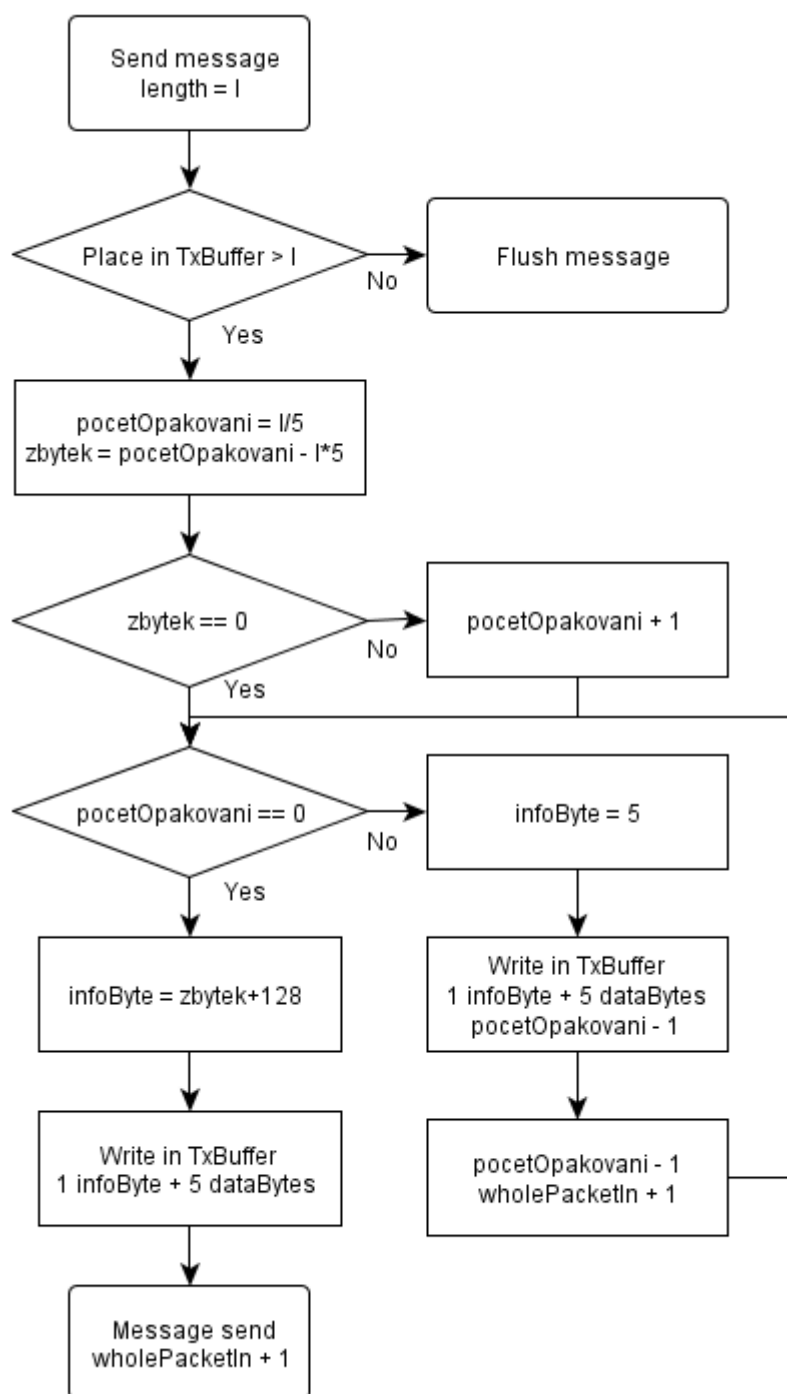 Send message
length = l
Place in TxBuffer > l
No
Flush message
Yes
pocetOpakovani = l/5
zbytek = pocetOpakovani - l*5
zbytek == 0
No
pocetOpakovani + 1
Yes
pocetOpakovani == 0
No
infoByte = 5
Yes
infoByte = zbytek+128
Write in TxBuffer
1 infoByte + 5 dataBytes
pocetOpakovani - 1
Write in TxBuffer
1 infoByte + 5 dataBytes
pocetOpakovani - 1
wholePacketIn + 1
Message send
wholePacketIn + 1